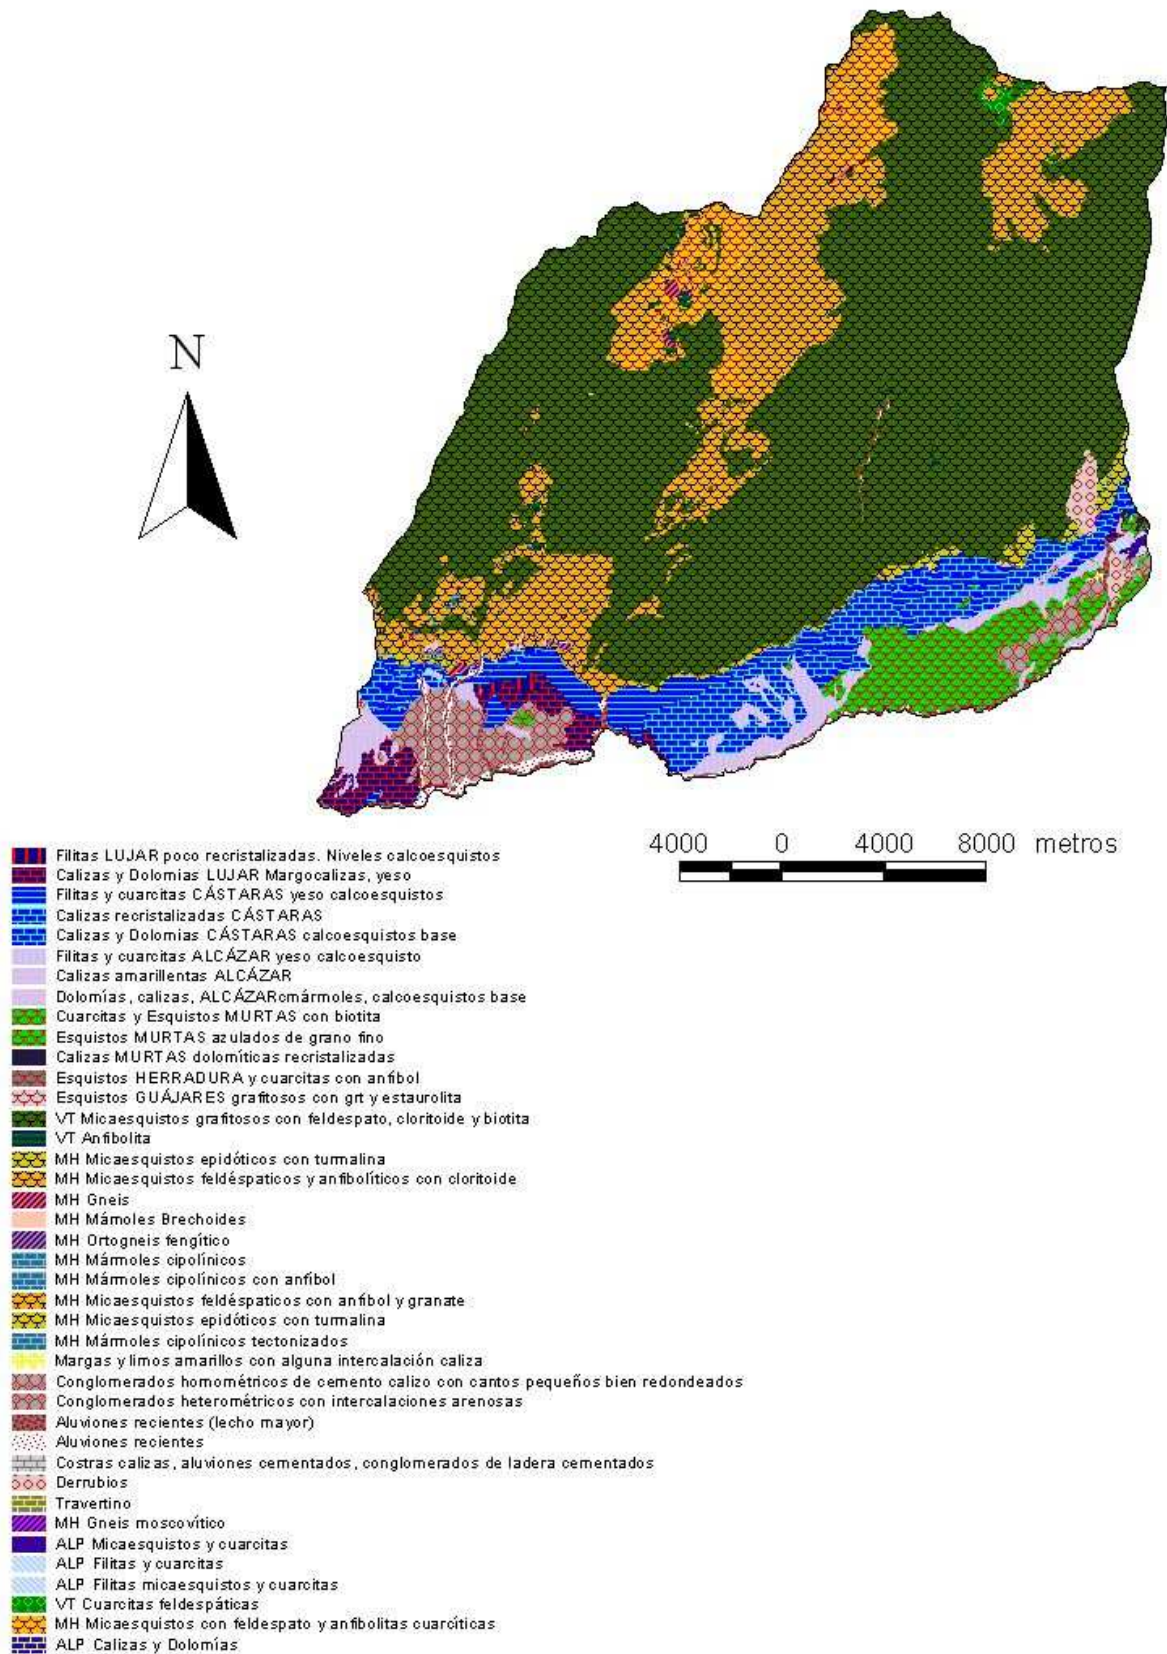 N
4000 0 4000 8000 metros
Filitas LUJAR poco recristalizadas. Niveles calcoesquistos
Calizas y Dolomias LUJAR Margocalizas, yeso
Filitas y cuarcitas CÁSTARAS yeso calcoesquistos
Calizas recristalizadas CÁSTARAS
Calizas y Dolomias CÁSTARAS calcoesquistos base
Filitas y cuarcitas ALCÁZAR yeso calcoesquisto
Calizas amarillentas ALCÁZAR
Dolomías, calizas, ALCÁZARcmármoles, calcoesquistos base
Cuarcitas y Esquistos MURTAS con biotita
Esquistos MURTAS azulados de grano fino
Calizas MURTAS dolomíticas recristalizadas
Esquistos HERRADURA y cuarcitas con anfibol
Esquistos GUÁJARES grafitosos con grt y estaurolita
VT Micaesquistos grafitosos con feldespato, cloritoide y biotita
VT Anfibolita
MH Micaesquistos epidóticos con turmalina
MH Micaesquistos feldéspaticos y anfibolíticos con cloritoide
MH Gneis
MH Mármoles Brechoides
MH Ortogneis fengítico
MH Mármoles cipolínicos
MH Mármoles cipolínicos con anfíbol
MH Micaesquistos feldéspaticos con anfibol y granate
MH Micaesquistos epidóticos con turmalina
MH Mármoles cipolínicos tectonizados
Margas y limos amarillos con alguna intercalación caliza
Conglomerados homométricos de cemento calizo con cantos pequeños bien redondeados
Conglomerados heterométricos con intercalaciones arenosas
Aluviones recientes (lecho mayor)
Aluviones recientes
Costras calizas, aluviones cementados, conglomerados de ladera cementados
Derrubios
Travertino
MH Gneis moscovítico
ALP Micaesquistos y cuarcitas
ALP Filitas y cuarcitas
ALP Filitas micaesquistos y cuarcitas
VT Cuarcitas feldespáticas
MH Micaesquistos con feldespato y anfibolitas cuarcíticas
ALP Calizas y Dolomías